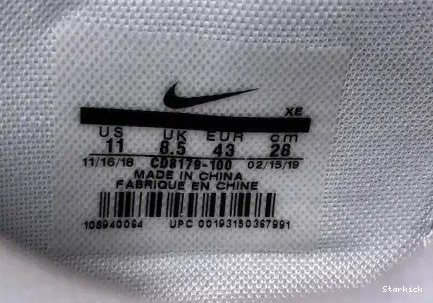 XE
US UK EUR cm
11 8.5 43 28
11/16/18 CD8179-100 02/15/19
MADE IN CHINA
FABRIQUE EN CHINE
108940064 UPC 00193150367991
Starkick